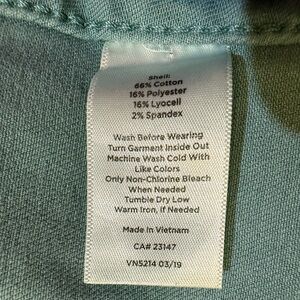 Shell:
66% Cotton
16% Polyester
16% Lyocell
2% Spandex
Wash Before Wearing
Turn Garment Inside Out
Machine Wash Cold With
Like Colors
Only Non-Chlorine Bleach
When Needed
Tumble Dry Low
Warm Iron, If Needed
Made In Vietnam
CA# 23147
VN5214 03/19